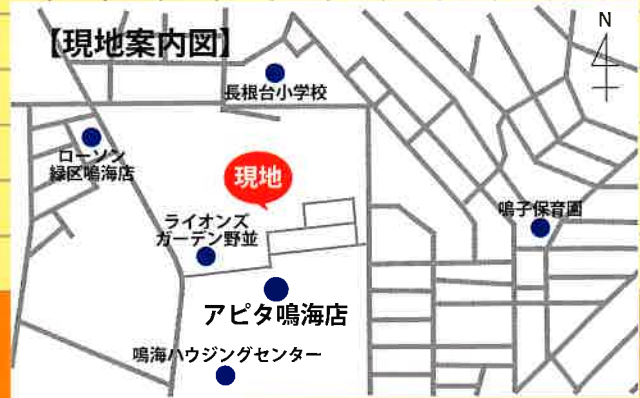 【現地案内図】
N
長根台小学校
ローソン
緑区鳴海店
現地
ライオンズ
ガーデン野並
鳴子保育園
アピタ鳴海店
鳴海ハウジングセンター